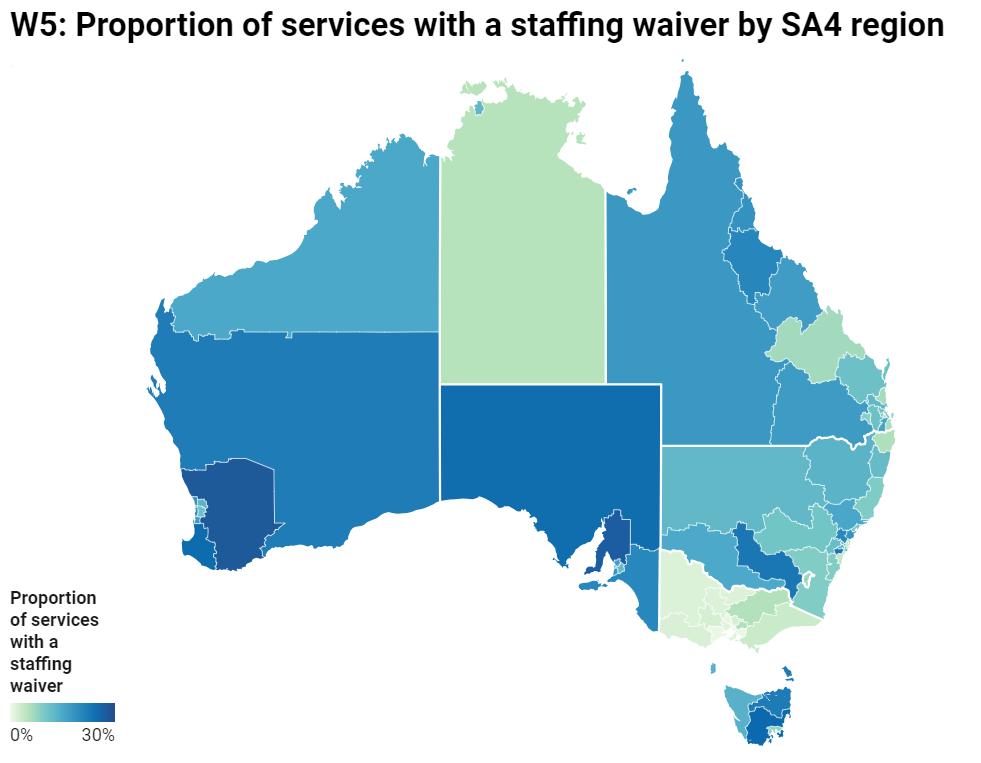 W5: Proportion of services with a staffing waiver by SA4 region
Proportion
of services
with a
staffing
waiver
0% 30%